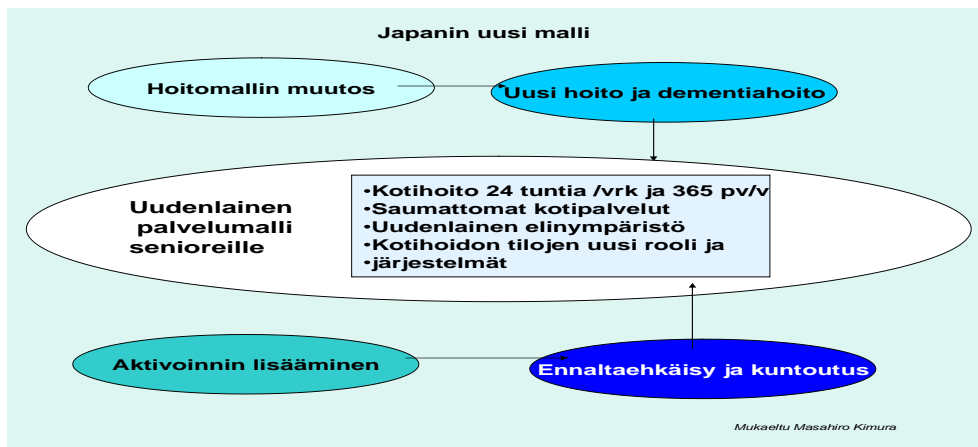 Japanin uusi malli
Hoitomallin muutos
Uusi hoito ja dementiahoito
Uudenlainen
palvelumalli
senioreille
•Kotihoito 24 tuntia /vrk ja 365 pv/v
•Saumattomat kotipalvelut
•Uudenlainen elinympäristö
•Kotihoidon tilojen uusi rooli ja
•järjestelmät
Aktivoinnin lisääminen
Ennaltaehkäisy ja kuntoutus
Mukaeltu Masahiro Kimura